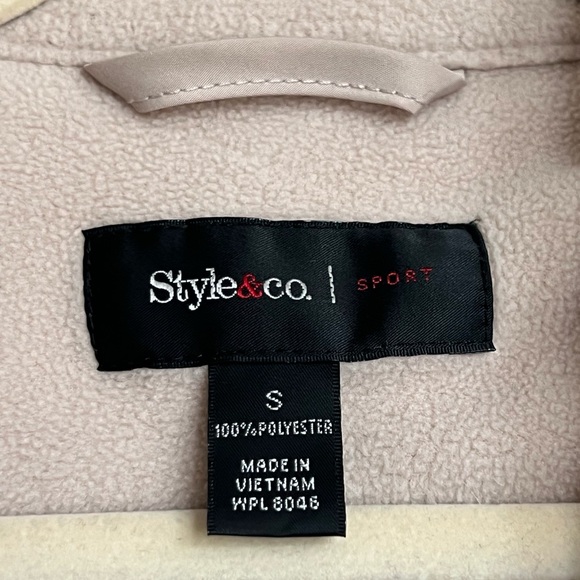 Style&co. | SPORT
S
100%POLYESTER
MADE IN
VIETNAM
WPL 8046